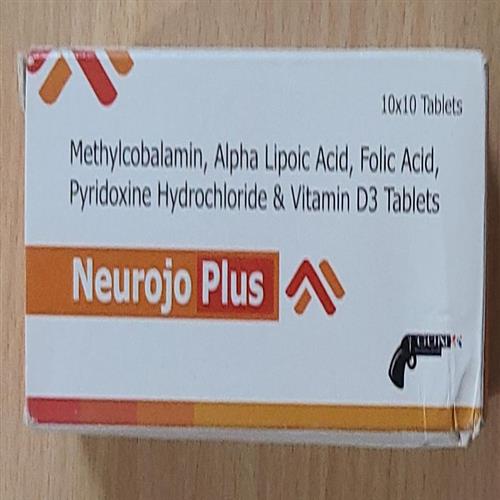 10x10 Tablets
Methylcobalamin, Alpha Lipoic Acid, Folic Acid,
Pyridoxine Hydrochloride & Vitamin D3 Tablets
Neurojo Plus